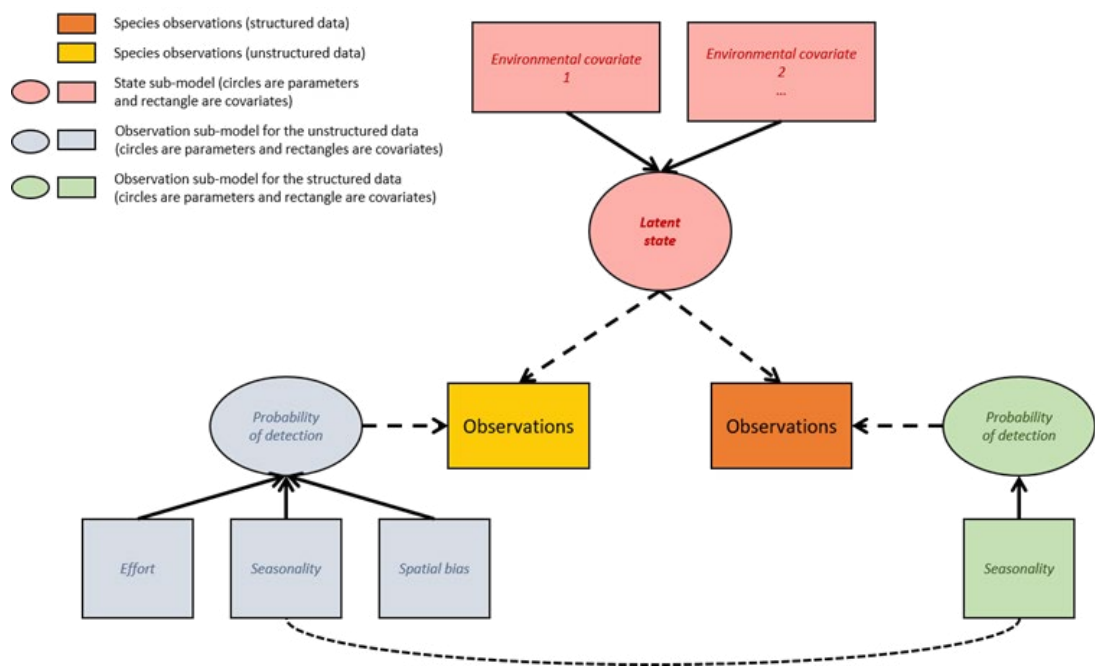 Species observations (structured data)
Species observations (unstructured data)
State sub-model (circles are parameters
and rectangle are covariates)
Observation sub-model for the unstructured data
(circles are parameters and rectangles are covariates)
Observation sub-model for the structured data
(circles are parameters and rectangle are covariates)
Environmental covariate
1
Environmental covariate
2
...
Latent
state
Probability
of detection
Observations
Observations
Probability
of detection
Effort
Seasonality
Spatial bias
Seasonality